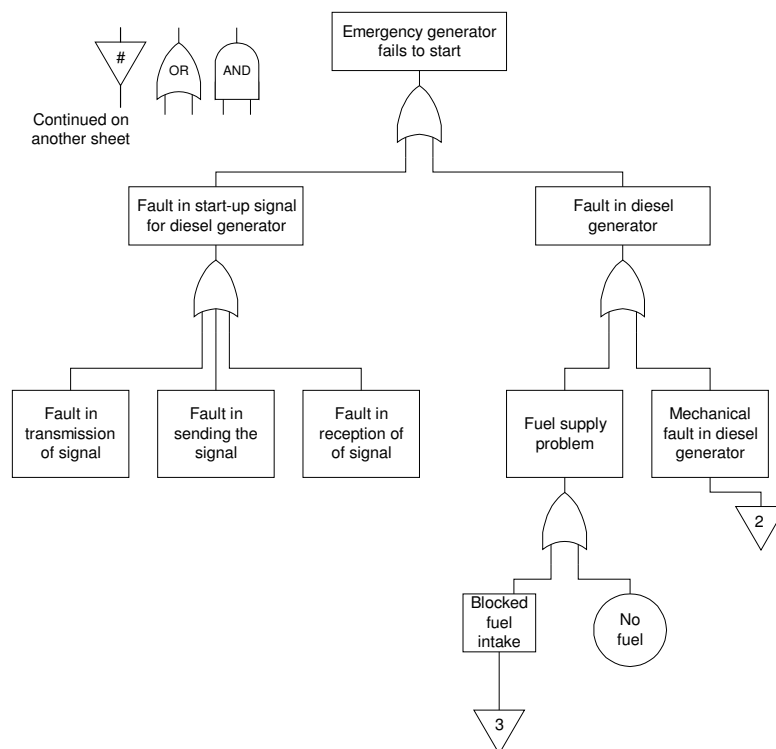 Emergency generator
fails to start
#
OR
AND
Continued on
another sheet
Fault in start-up signal
for diesel generator
Fault in diesel
generator
Fault in
transmission
of signal
Fault in
sending the
signal
Fault in
reception of
of signal
Fuel supply
problem
Mechanical
fault in diesel
generator
2
Blocked
fuel
intake
No
fuel
3